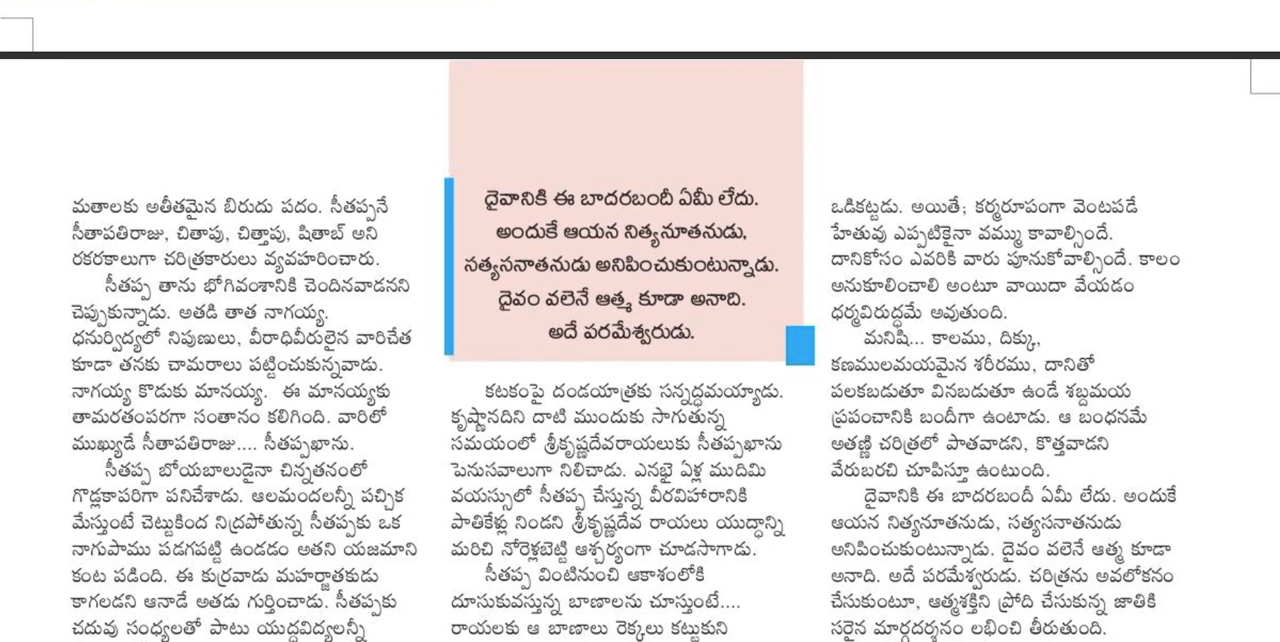 మతాలకు అతీతమైన బిరుదు పదం. సీతప్పనే
సీతాపతిరాజు, చితాపు, చిత్తాపు, షితాబ్ అని
రకరకాలుగా చరిత్రకారులు వ్యవహరించారు.
సీతప్ప తాను భోగివంశానికి చెందినవాడనని
చెప్పుకున్నాడు. అతడి తాత నాగయ్య.
ధనుర్విద్యలో నిపుణులు, వీరాధివీరులైన వారిచేత
కూడా తనకు చామరాలు పట్టించుకున్నవాడు.
నాగయ్య కొడుకు మానయ్య. ఈ మానయ్యకు
తామరతంపరగా సంతానం కలిగింది. వారిలో
ముఖ్యుడే సీతాపతిరాజు.... సీతప్పఖాను.
సీతప్ప బోయబాలుడైనా చిన్నతనంలో
గొడ్లకాపరిగా పనిచేశాడు. ఆలమందలన్నీ పచ్చిక
మేస్తుంటే చెట్టుకింద నిద్రపోతున్న సీతప్పకు ఒక
నాగుపాము పడగపట్టి ఉండడం అతని యజమాని
కంట పడింది. ఈ కుర్రవాడు మహర్జాతకుడు
కాగలడని ఆనాడే అతడు గుర్తించాడు. సీతప్పకు
చదువు సంధ్యలతో పాటు యుద్ధవిద్యలన్నీ
దైవానికి ఈ బాదరబందీ ఏమీ లేదు.
అందుకే ఆయన నిత్యనూతనుడు,
సత్యసనాతనుడు అనిపించుకుంటున్నాడు.
దైవం వలెనే ఆత్మ కూడా అనాది.
అదే పరమేశ్వరుడు.
కటకంపై దండయాత్రకు సన్నద్ధమయ్యాడు.
కృష్ణానదిని దాటి ముందుకు సాగుతున్న
సమయంలో శ్రీకృష్ణదేవరాయలుకు సీతప్పఖాను
పెనుసవాలుగా నిలిచాడు. ఎనభై ఏళ్ల ముదిమి
వయస్సులో సీతప్ప చేస్తున్న వీరవిహారానికి
పాతికేళ్లు నిండని శ్రీకృష్ణదేవ రాయలు యుద్ధాన్ని
మరిచి నోరెళ్లబెట్టి ఆశ్చర్యంగా చూడసాగాడు.
సీతప్ప వింటినుంచి ఆకాశంలోకి
దూసుకువస్తున్న బాణాలను చూస్తుంటే....
రాయలకు ఆ బాణాలు రెక్కలు కట్టుకుని
ఒడికట్టడు. అయితే; కర్మరూపంగా వెంటపడే
హేతువు ఎప్పటికైనా వమ్ము కావాల్సిందే.
దానికోసం ఎవరికి వారు పూనుకోవాల్సిందే. కాలం
అనుకూలించాలి అంటూ వాయిదా వేయడం
ధర్మవిరుద్ధమే అవుతుంది.
మనిషి... కాలము, దిక్కు,
కణములమయమైన శరీరము, దానితో
పలకబడుతూ వినబడుతూ ఉండే శబ్దమయ
ప్రపంచానికి బందీగా ఉంటాడు. ఆ బంధనమే
అతణ్ణి చరిత్రలో పాతవాడని, కొత్తవాడని
వేరుబరచి చూపిస్తూ ఉంటుంది.
దైవానికి ఈ బాదరబందీ ఏమీ లేదు. అందుకే
ఆయన నిత్యనూతనుడు, సత్యసనాతనుడు
అనిపించుకుంటున్నాడు. దైవం వలెనే ఆత్మ కూడా
అనాది. అదే పరమేశ్వరుడు. చరిత్రను అవలోకనం
చేసుకుంటూ, ఆత్మశక్తిని ప్రోది చేసుకున్న జాతికి
సరైన మార్గదర్శనం లభించి తీరుతుంది.